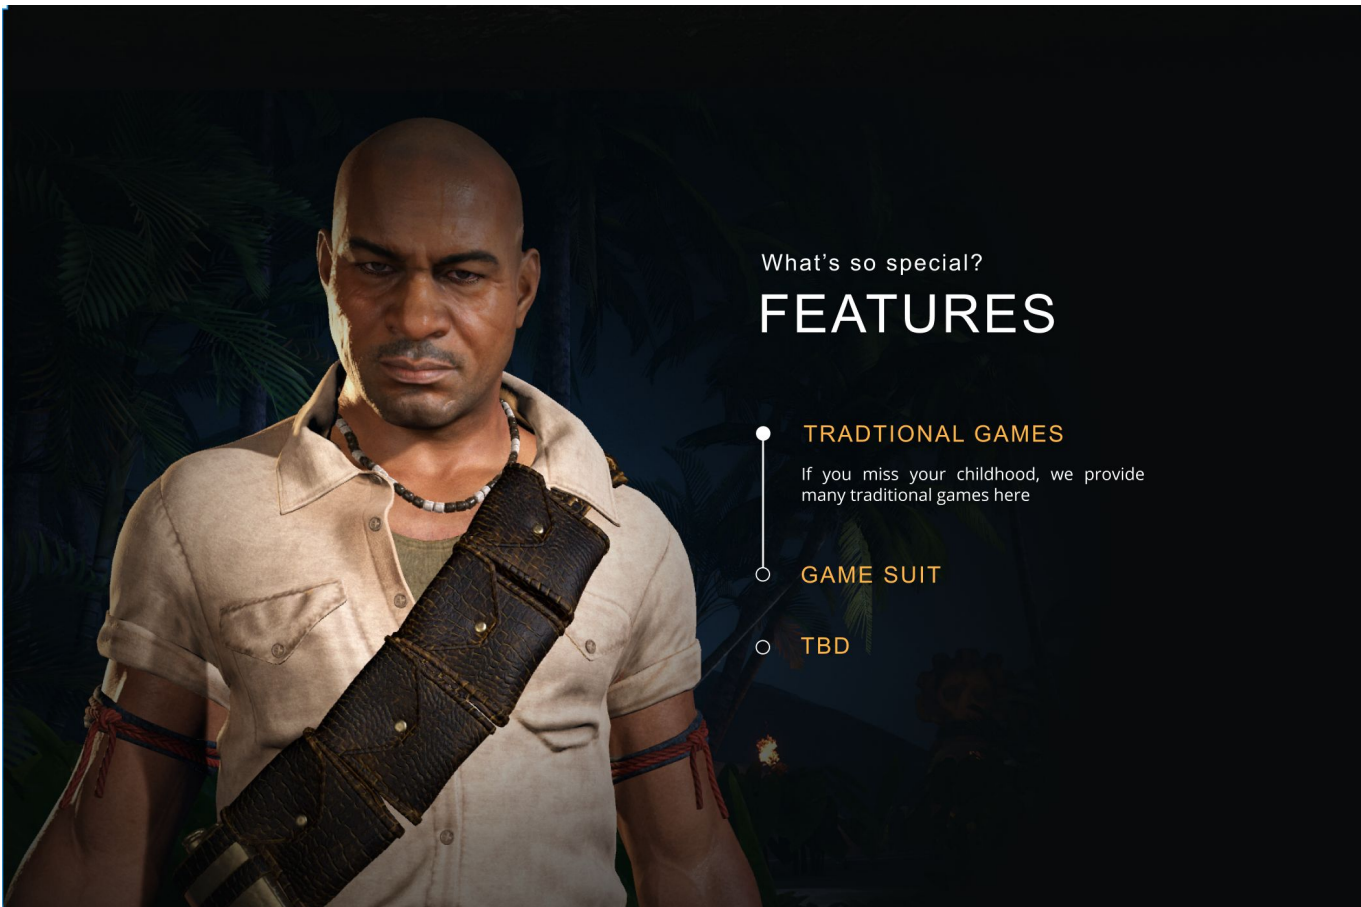 What’s so special?
FEATURES
TRADTIONAL GAMES
If you miss your childhood, we provide
many traditional games here
GAME SUIT
TBD